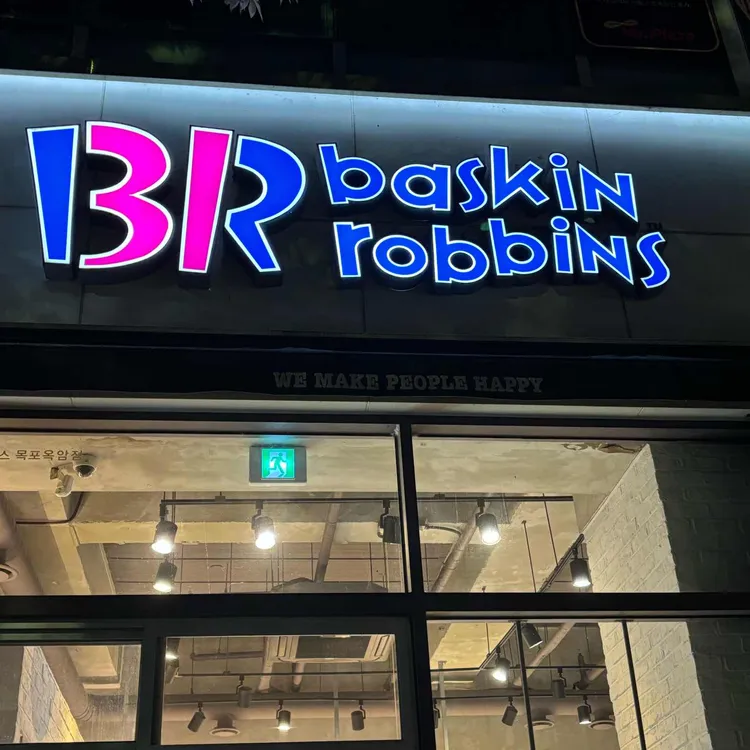 BR baskin
robbins
WE MAKE PEOPLE HAPPY
스 목포옥암점